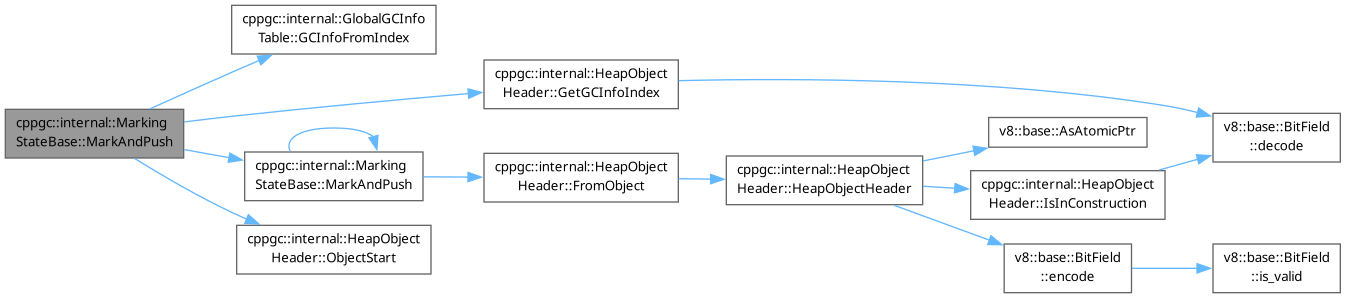 cppgc::internal::GlobalGCInfo
Table::GCInfoFromIndex
cppgc::internal::HeapObject
Header::GetGCInfoIndex
cppgc::internal::Marking
StateBase::MarkAndPush
v8::base::AsAtomicPtr
v8::base::BitField
::decode
cppgc::internal::Marking
StateBase::MarkAndPush
cppgc::internal::HeapObject
Header::FromObject
cppgc::internal::HeapObject
Header::HeapObjectHeader
cppgc::internal::HeapObject
Header::IsInConstruction
cppgc::internal::HeapObject
Header::ObjectStart
v8::base::BitField
::encode
v8::base::BitField
::is_valid